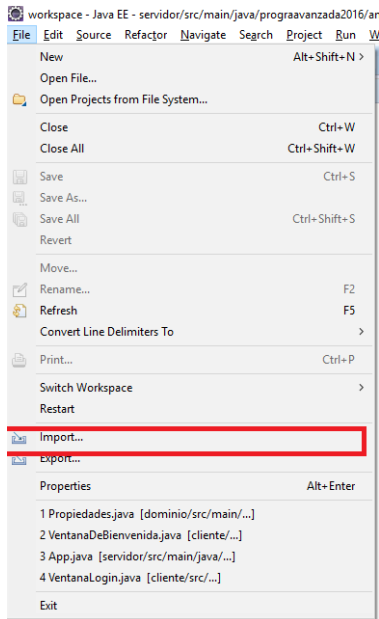 workspace - Java EE - servidor/src/main/java/prograavanzada2016/ar
File Edit Source Refactor Navigate Search Project Run W
New Alt+Shift+N >
Open File...
Open Projects from File System...
Close Ctrl+W
Close All Ctrl+Shift+W
Save Ctrl+S
Save As...
Save All Ctrl+Shift+S
Revert
Move...
Rename... F2
Refresh F5
Convert Line Delimiters To >
Print... Ctrl+P
Switch Workspace >
Restart
Import...
Export...
Properties Alt+Enter
1 Propiedades.java [dominio/src/main/...]
2 VentanaDeBienvenida.java [cliente/...]
3 App.java [servidor/src/main/java/...]
4 VentanaLogin.java [cliente/src/...]
Exit